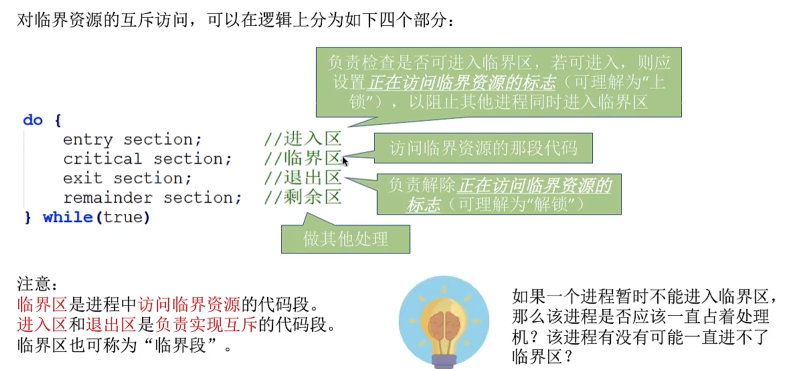 对临界资源的互斥访问，可以在逻辑上分为如下四个部分：
负责检查是否可进入临界区，若可进入，则应
设置正在访问临界资源的标志（可理解为“上
锁”），以阻止其他进程同时进入临界区
do {
entry section; //进入区
critical section; //临界区
exit section; //退出区
remainder section; //剩余区
} while(true)
访问临界资源的那段代码
负责解除正在访问临界资源的
标志（可理解为“解锁”）
做其他处理
注意：
临界区是进程中访问临界资源的代码段。
进入区和退出区是负责实现互斥的代码段。
临界区也可称为“临界段”。
如果一个进程暂时不能进入临界区，
那么该进程是否应该一直占着处理
机？该进程有没有可能一直进不了
临界区？